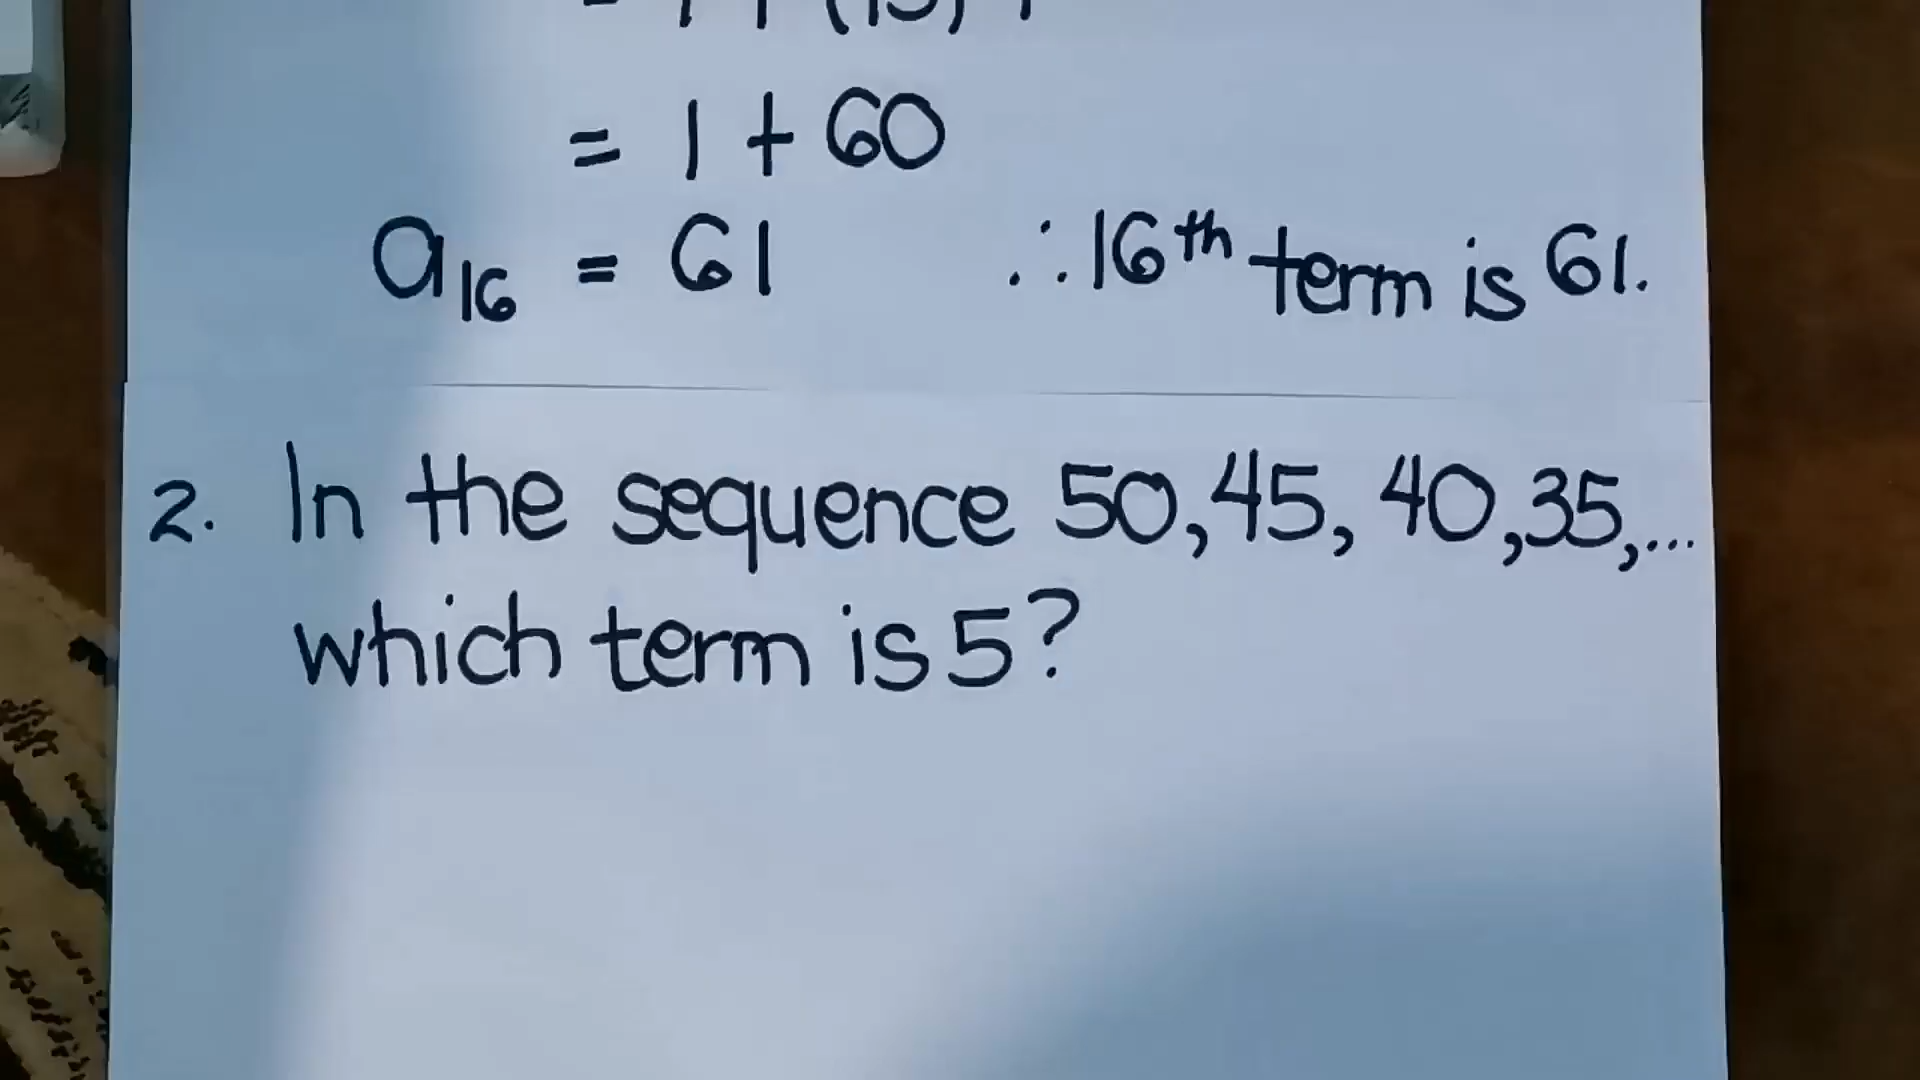 = 1 + 60
a₁₆ = 61 ∴ 16ᵗʰ term is 61.
2. In the sequence 50, 45, 40, 35, ...
which term is 5?